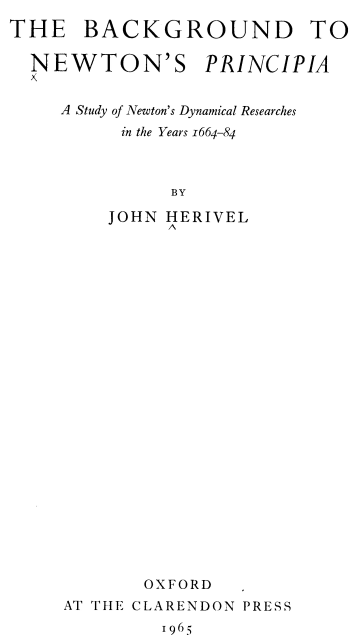 THE BACKGROUND TO
NEWTON'S PRINCIPIA
A Study of Newton's Dynamical Researches
in the Years 1664–84
BY
JOHN HERIVEL
OXFORD
AT THE CLARENDON PRESS
1965